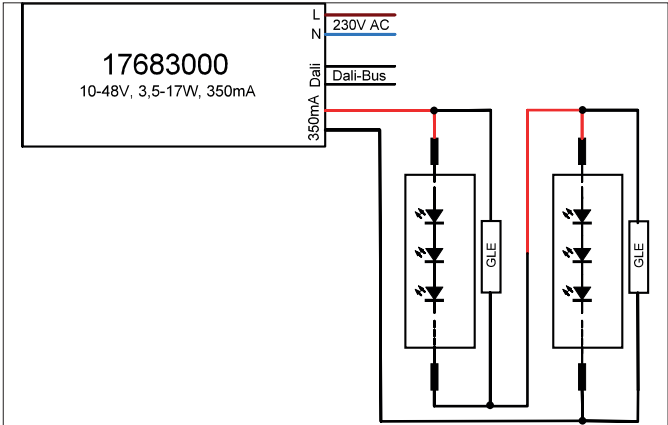 L
230V AC
N
17683000
10-48V, 3,5-17W, 350mA
Dali
Dali-Bus
350mA
GLE
GLE